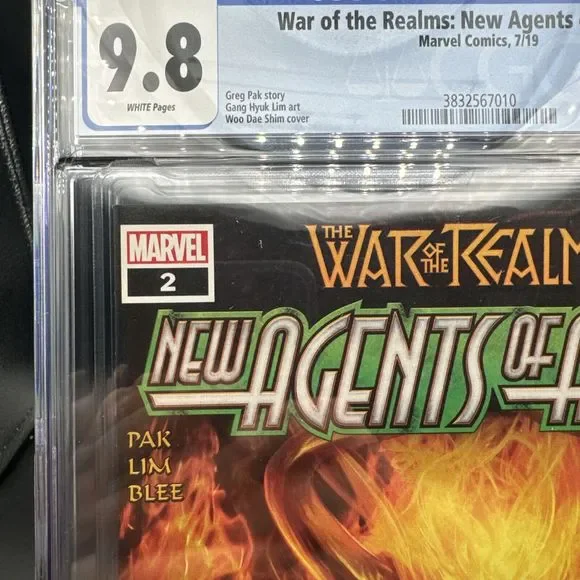 9.8
WHITE Pages
War of the Realms: New Agents
Marvel Comics, 7/19
Greg Pak story
Gang Hyuk Lim art
Woo Dae Shim cover
3832567010
MARVEL
2
THE WAR OF THE REALM
NEW AGENTS OF A
PAK
LIM
BLEE